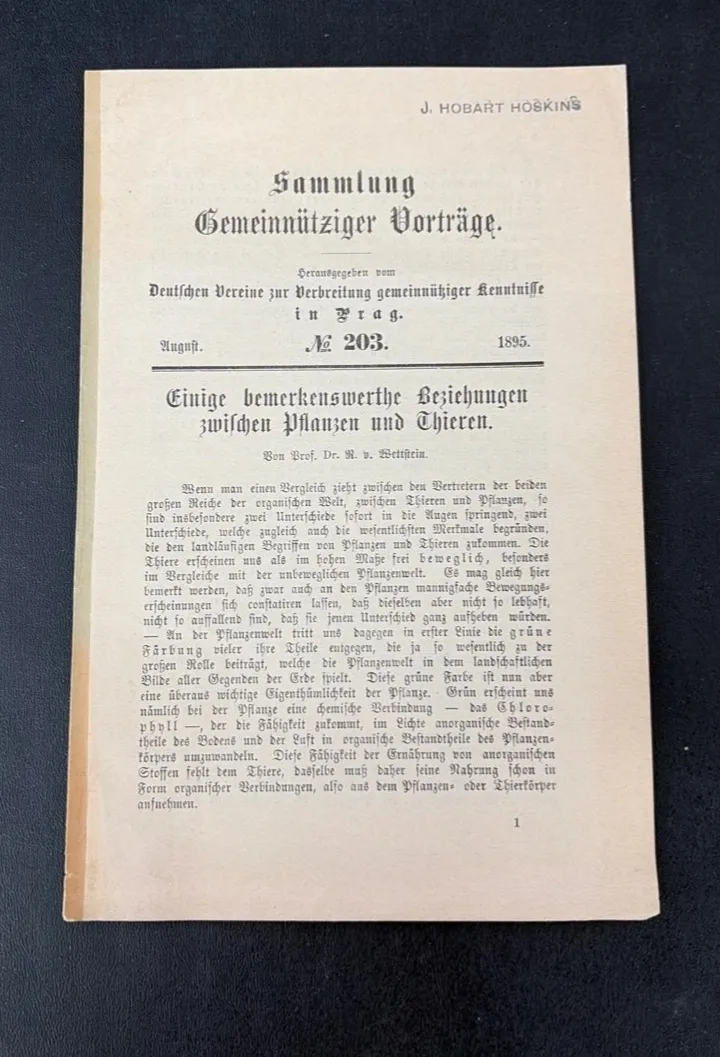 J. HOBART HOSKINS
Sammlung
Gemeinnütziger Vorträge.
Herausgegeben vom
Deutschen Vereine zur Verbreitung gemeinnütziger Kenntnisse
in Prag.
August. № 203. 1895.
Einige bemerkenswerthe Beziehungen
zwischen Pflanzen und Thieren.
Von Prof. Dr. R. v. Wettstein.
Wenn man einen Vergleich zieht zwischen den Vertretern der beiden
großen Reiche der organischen Welt, zwischen Thieren und Pflanzen, so
sind insbesondere zwei Unterschiede sofort in die Augen springend, zwei
Unterschiede, welche zugleich auch die wesentlichsten Merkmale begründen,
die den landläufigen Begriffen von Pflanzen und Thieren zukommen. Die
Thiere erscheinen uns als im hohen Maße frei beweglich, besonders
im Vergleiche mit der unbeweglichen Pflanzenwelt. Es mag gleich hier
bemerkt werden, daß zwar auch an den Pflanzen mannigfache Bewegungs-
erscheinungen sich constatiren lassen, daß dieselben aber nicht so lebhaft,
nicht so auffallend sind, daß sie jenen Unterschied ganz aufheben würden.
— An der Pflanzenwelt tritt uns dagegen in erster Linie die grüne
Färbung vieler ihre Theile entgegen, die ja so wesentlich zu der
großen Rolle beiträgt, welche die Pflanzenwelt in dem landschaftlichen
Bilde aller Gegenden der Erde spielt. Diese grüne Farbe ist nun aber
eine überaus wichtige Eigenthümlichkeit der Pflanze. Grün erscheint uns
nämlich bei der Pflanze eine chemische Verbindung — das Chloro-
phyll —, der die Fähigkeit zukommt, im Lichte anorganische Bestand-
theile des Bodens und der Luft in organische Bestandtheile des Pflanzen-
körpers umzuwandeln. Diese Fähigkeit der Ernährung von anorganischen
Stoffen fehlt dem Thiere, dasselbe muß daher seine Nahrung schon in
Form organischer Verbindungen, also aus dem Pflanzen- oder Thierkörper
aufnehmen.
1